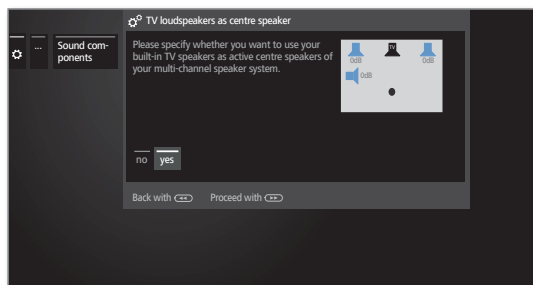 TV loudspeakers as centre speaker
...
Sound com-
ponents
Please specify whether you want to use your
built-in TV speakers as active centre speakers of
your multi-channel speaker system.
TV
0dB
0dB
0dB
no yes
Back with Proceed with